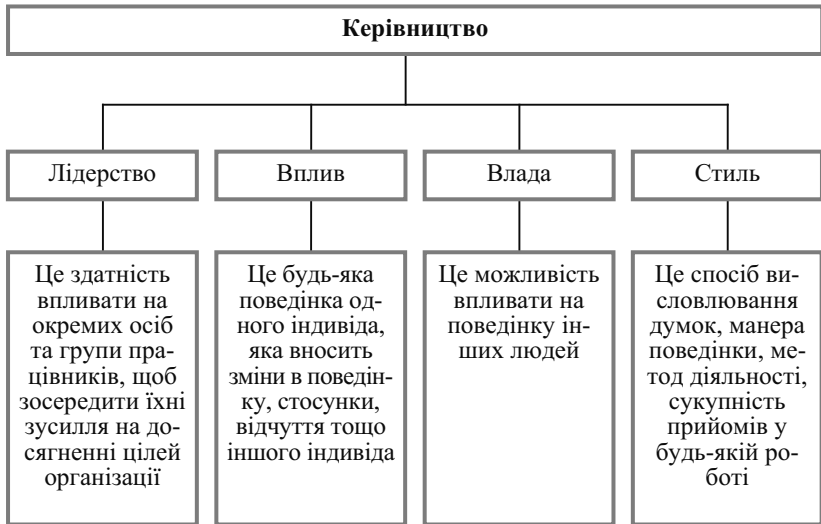 Керівництво
Лідерство
Вплив
Влада
Стиль
Це здатність
впливати на
окремих осіб
та групи пра-
цівників, щоб
зосередити їхні
зусилля на до-
сягненні цілей
організації
Це будь-яка
поведінка од-
ного індивіда,
яка вносить
зміни в поведін-
ку, стосунки,
відчуття тощо
іншого індивіда
Це можливість
впливати на
поведінку ін-
ших людей
Це спосіб ви-
словлювання
думок, манера
поведінки, ме-
тод діяльності,
сукупність
прийомів у
будь-якій ро-
боті